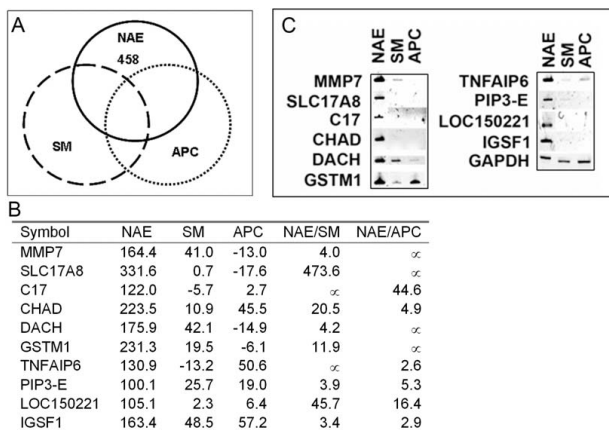 A
NAE
458
SM
APC
C
NAE SM APC
MMP7
SLC17A8
C17
CHAD
DACH
GSTM1
NAE SM APC
TNFAIP6
PIP3-E
LOC150221
IGSF1
GAPDH
B
Symbol NAE SM APC NAE/SM NAE/APC
MMP7 164.4 41.0 -13.0 4.0 ∝
SLC17A8 331.6 0.7 -17.6 473.6 ∝
C17 122.0 -5.7 2.7 ∝ 44.6
CHAD 223.5 10.9 45.5 20.5 4.9
DACH 175.9 42.1 -14.9 4.2 ∝
GSTM1 231.3 19.5 -6.1 11.9 ∝
TNFAIP6 130.9 -13.2 50.6 ∝ 2.6
PIP3-E 100.1 25.7 19.0 3.9 5.3
LOC150221 105.1 2.3 6.4 45.7 16.4
IGSF1 163.4 48.5 57.2 3.4 2.9